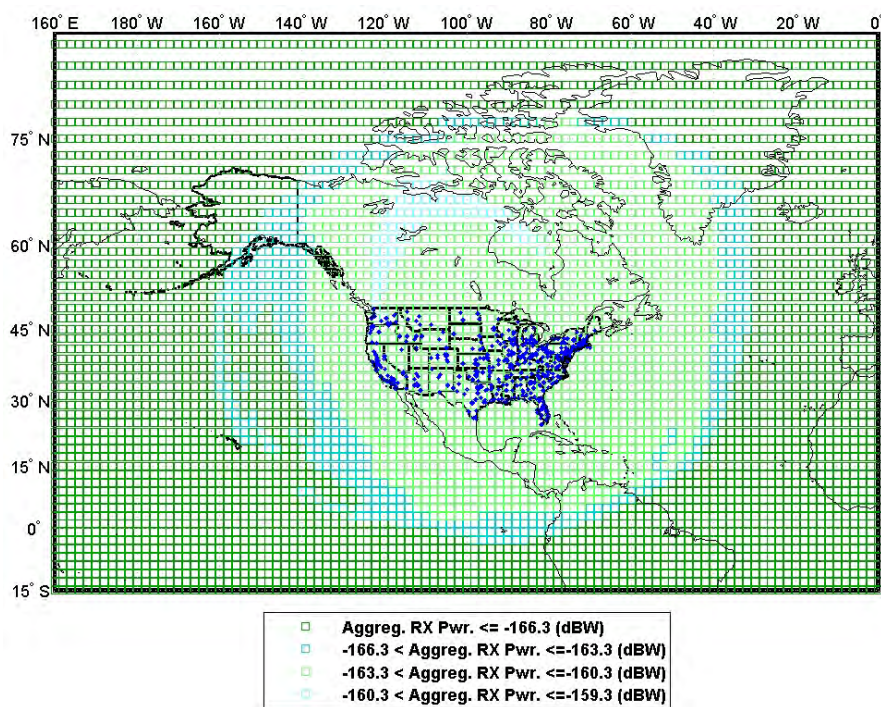 160° E 180° W 160° W 140° W 120° W 100° W 80° W 60° W 40° W 20° W 0°
75° N
60° N
45° N
30° N
15° N
0°
15° S
Aggreg. RX Pwr. <= -166.3 (dBW)
-166.3 < Aggreg. RX Pwr. <=-163.3 (dBW)
-163.3 < Aggreg. RX Pwr. <=-160.3 (dBW)
-160.3 < Aggreg. RX Pwr. <=-159.3 (dBW)